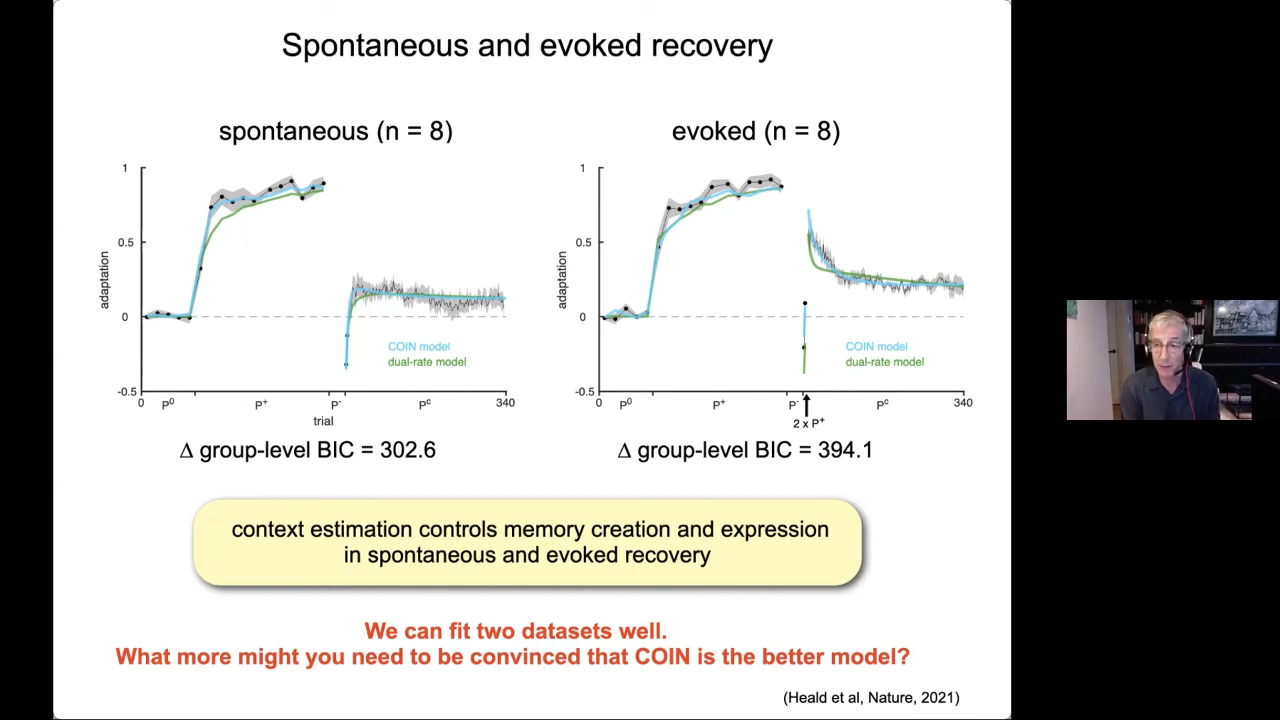 Spontaneous and evoked recovery
spontaneous (n = 8)
1
0.5
0
-0.5
adaptation
COIN model
dual-rate model
0
P⁰
P⁺
P⁻
Pᶜ
340
trial
Δ group-level BIC = 302.6
evoked (n = 8)
1
0.5
0
-0.5
adaptation
COIN model
dual-rate model
0
P⁰
P⁺
P⁻
Pᶜ
340
2 x P⁺
Δ group-level BIC = 394.1
context estimation controls memory creation and expression
in spontaneous and evoked recovery
We can fit two datasets well.
What more might you need to be convinced that COIN is the better model?
(Heald et al, Nature, 2021)